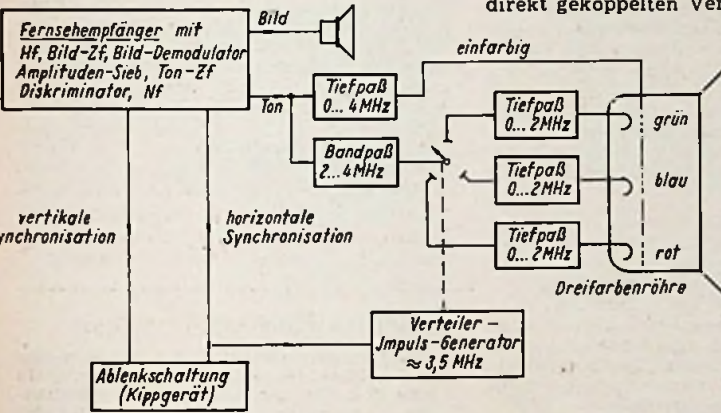 direkt gekoppelten Ver
Fernsehempfänger mit
Hf, Bild-Zf, Bild-Demodulator
Amplituden-Sieb, Ton-Zf
Diskriminator, Nf
Bild
Ton
einfarbig
Tiefpaß
0...4MHz
Bandpaß
2...4MHz
Tiefpaß
0...2MHz
grün
Tiefpaß
0...2MHz
blau
Tiefpaß
0...2MHz
rot
Dreifarbenröhre
vertikale
ynchronisation
horizontale
Synchronisation
Verteiler-
Jmpuls-Generator
≈ 3,5 MHz
Ablenkschaltung
(Kippgerät)